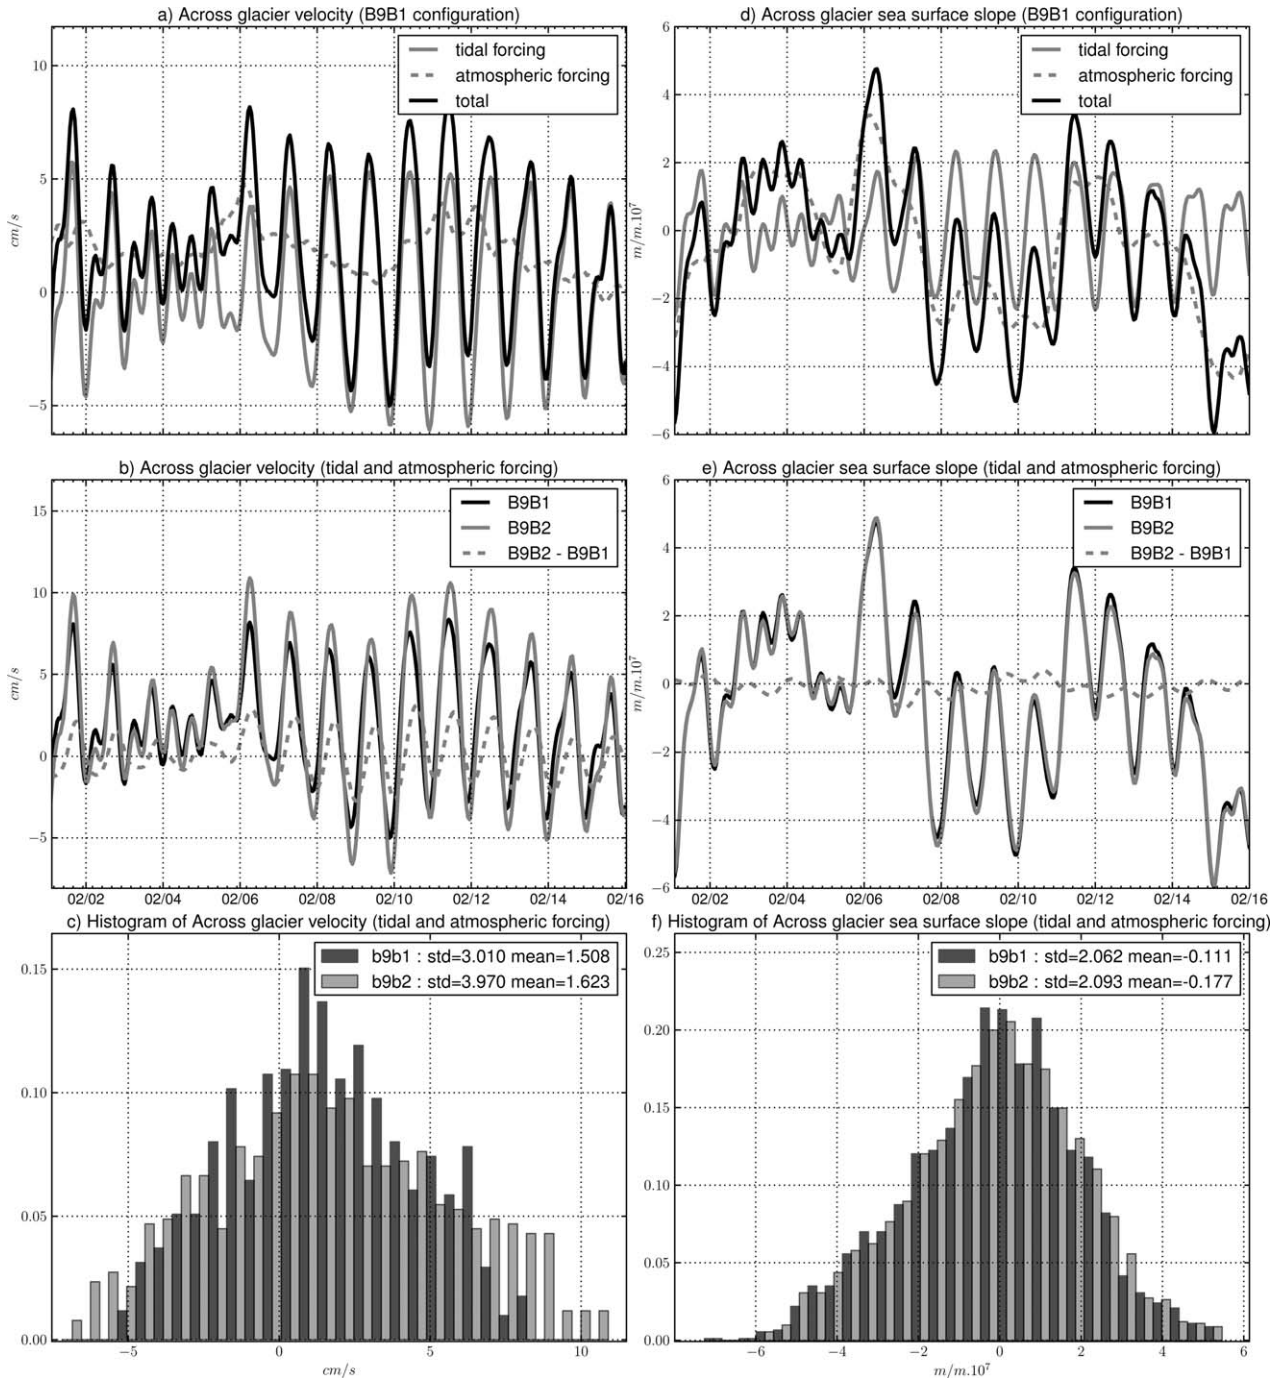 a) Across glacier velocity (B9B1 configuration)
tidal forcing
atmospheric forcing
total
10
5
0
−5
cm/s
d) Across glacier sea surface slope (B9B1 configuration)
tidal forcing
atmospheric forcing
total
6
4
2
0
−2
−4
−6
m/m.10⁷
b) Across glacier velocity (tidal and atmospheric forcing)
B9B1
B9B2
B9B2 - B9B1
15
10
5
0
−5
cm/s
02/02 02/04 02/06 02/08 02/10 02/12 02/14 02/16
e) Across glacier sea surface slope (tidal and atmospheric forcing)
B9B1
B9B2
B9B2 - B9B1
6
4
2
0
−2
−4
−6
m/m.10⁷
02/02 02/04 02/06 02/08 02/10 02/12 02/14 02/16
c) Histogram of Across glacier velocity (tidal and atmospheric forcing)
b9b1 : std=3.010 mean=1.508
b9b2 : std=3.970 mean=1.623
0.15
0.10
0.05
0.00
−5 0 5 10
cm/s
f) Histogram of Across glacier sea surface slope (tidal and atmospheric forcing)
b9b1 : std=2.062 mean=-0.111
b9b2 : std=2.093 mean=-0.177
0.25
0.20
0.15
0.10
0.05
0.00
−6 −4 −2 0 2 4 6
m/m.10⁷